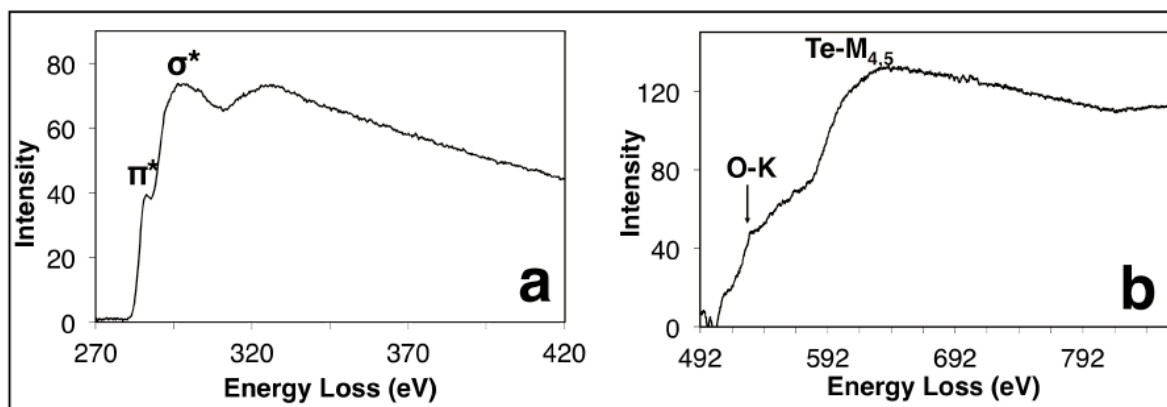 80
60
40
20
0
270
320
370
420
Intensity
Energy Loss (eV)
π*
σ*
a
120
80
40
0
492
592
692
792
Intensity
Energy Loss (eV)
O-K
Te-M4,5
b